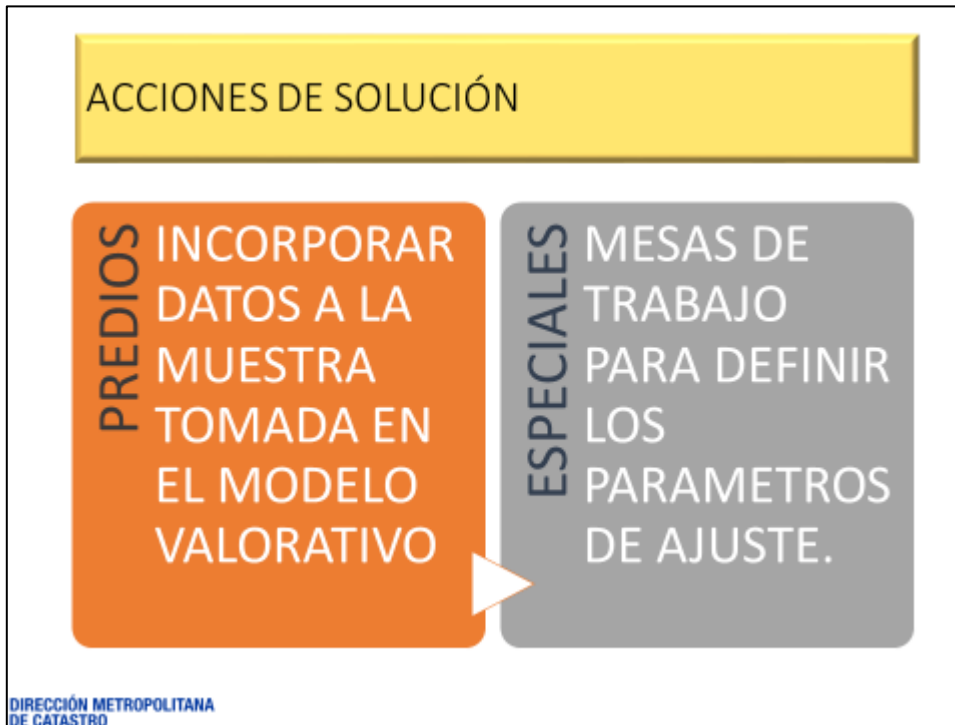 ACCIONES DE SOLUCIÓN
PREDIOS
INCORPORAR
DATOS A LA
MUESTRA
TOMADA EN
EL MODELO
VALORATIVO
ESPECIALES
MESAS DE
TRABAJO
PARA DEFINIR
LOS
PARAMETROS
DE AJUSTE.
DIRECCIÓN METROPOLITANA
DE CATASTRO